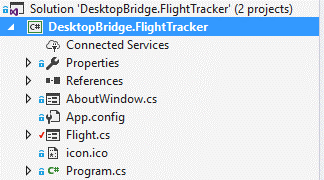 Solution 'DesktopBridge.FlightTracker' (2 projects)
C# DesktopBridge.FlightTracker
Connected Services
Properties
References
AboutWindow.cs
App.config
Flight.cs
icon.ico
C# Program.cs